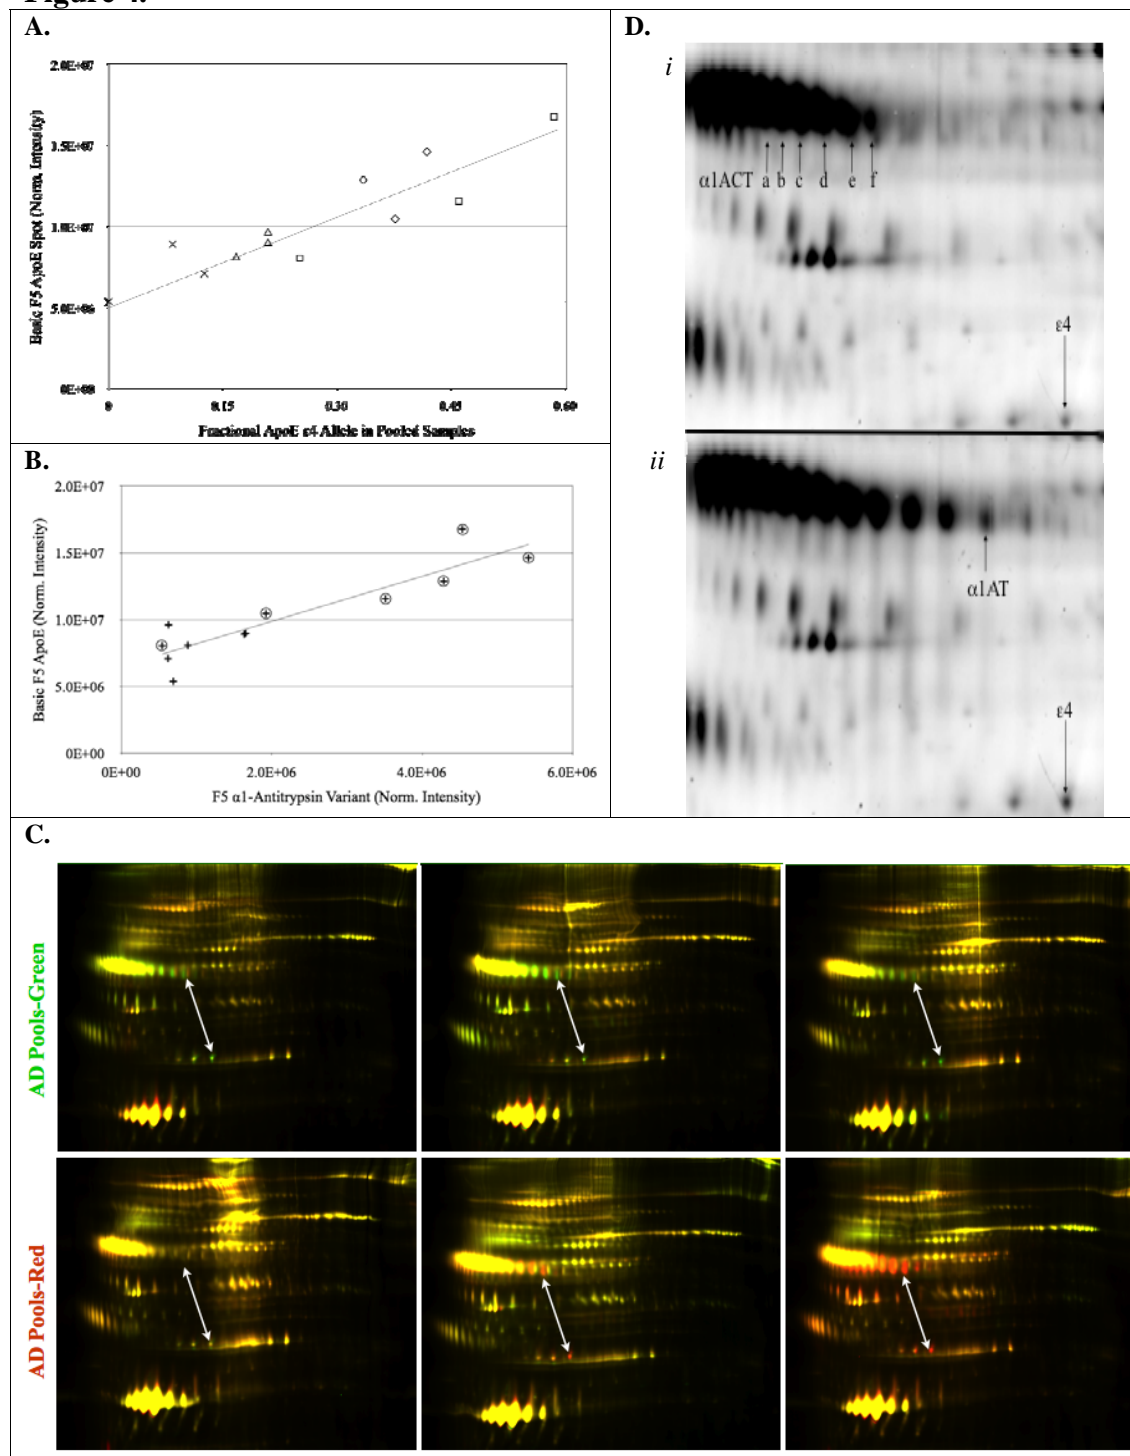 Figure 4.
A.
2.0E+07
1.5E+07
1.0E+07
5.0E+06
0E+00
0
0.15
0.30
0.45
0.60
Basic F5 ApoE Spot (Norm. Intensity)
Fractional ApoE ε4 Allele in Pooled Samples
B.
2.0E+07
1.5E+07
1.0E+07
5.0E+06
0E+00
0E+00
2.0E+06
4.0E+06
6.0E+06
Basic F5 ApoE (Norm. Intensity)
F5 α1-Antitrypsin Variant (Norm. Intensity)
D.
i
α1ACT a b c d e f
ε4
ii
α1AT
ε4
C.
AD Pools-Green
AD Pools-Red